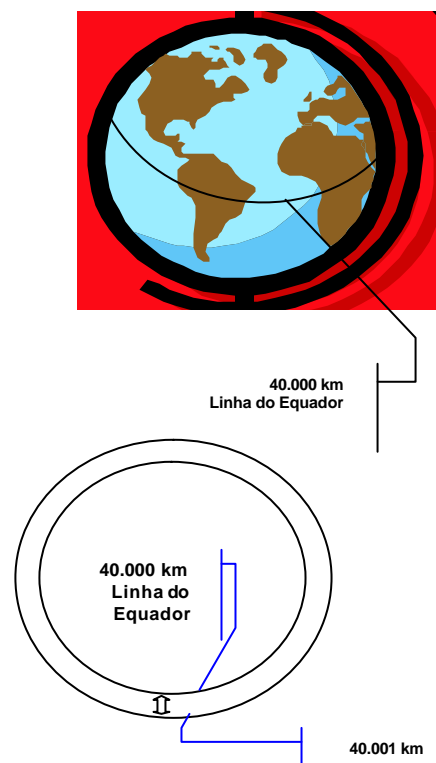 40.000 km
Linha do Equador
40.000 km
Linha do
Equador
40.001 km